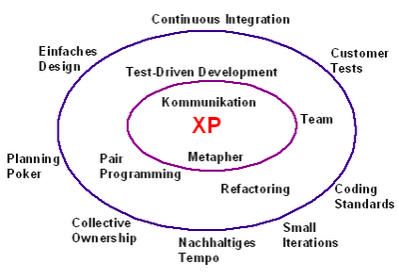 Continuous Integration
Einfaches
Design
Customer
Tests
Test-Driven Development
Kommunikation
XP
Team
Metapher
Planning
Poker
Pair
Programming
Refactoring
Coding
Standards
Collective
Ownership
Nachhaltiges
Tempo
Small
Iterations